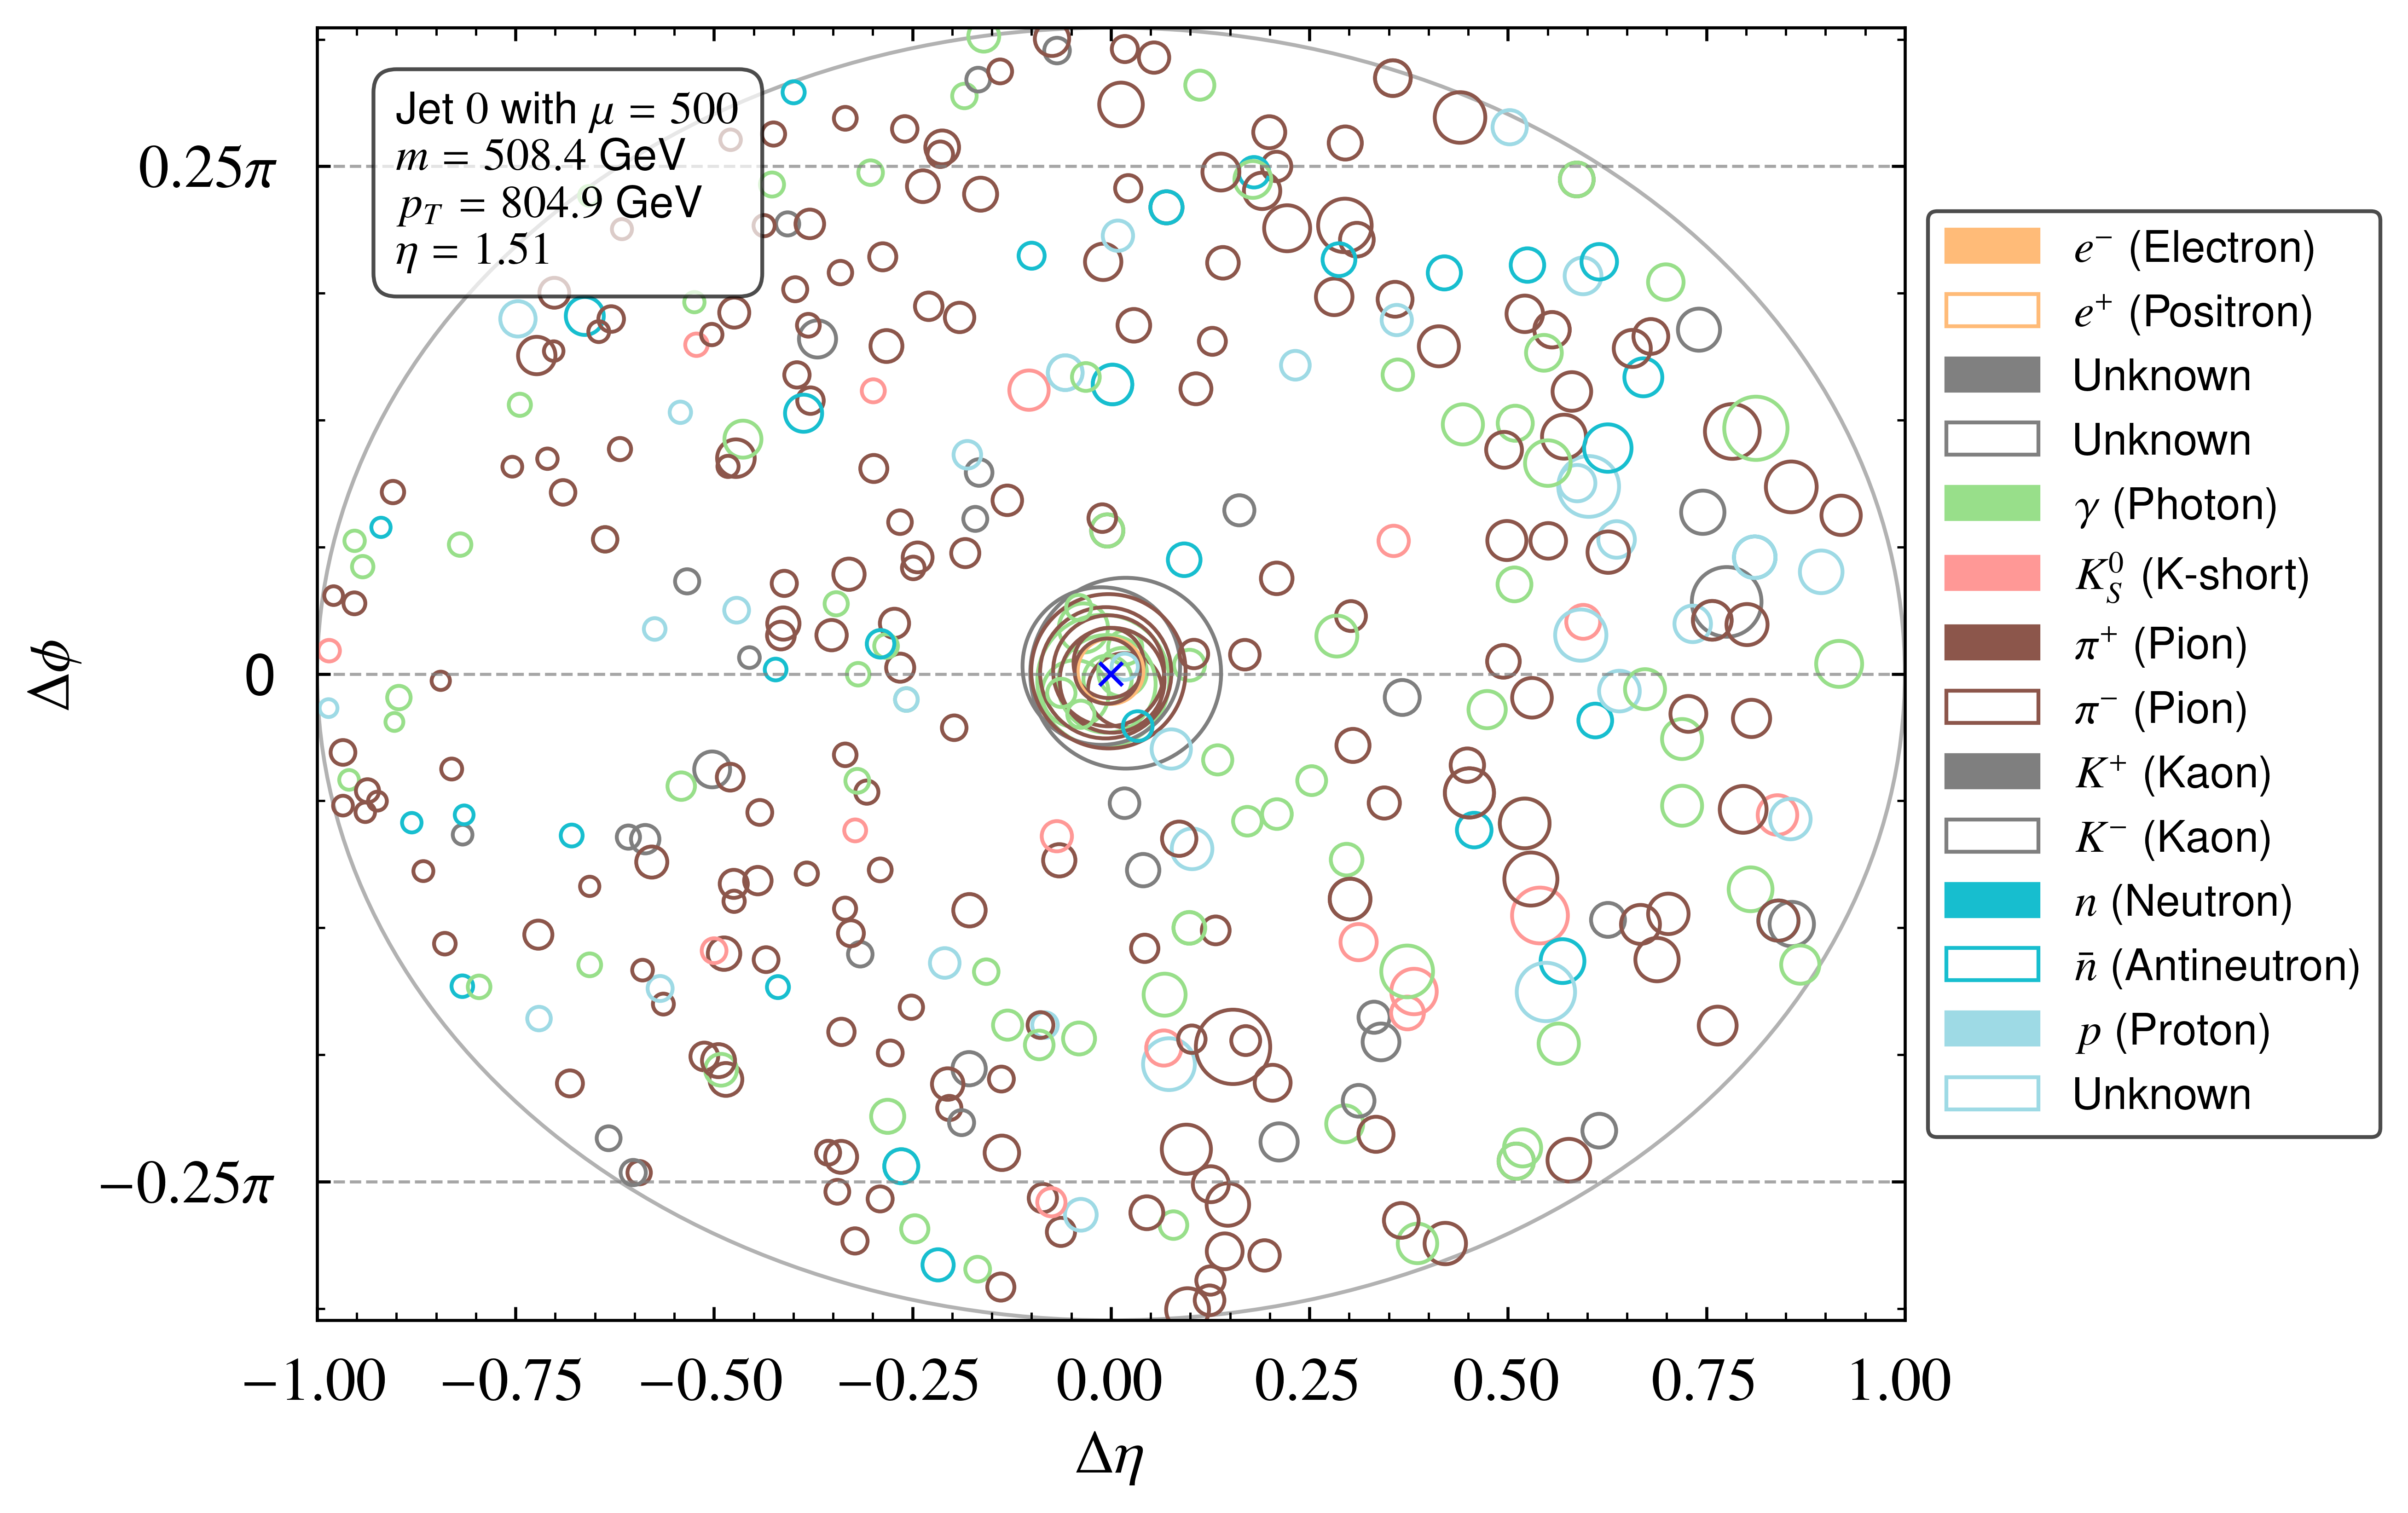 Jet 0 with μ = 500
m = 508.4 GeV
p_T = 804.9 GeV
η = 1.51
0.25π
0
−0.25π
Δϕ
−1.00 −0.75 −0.50 −0.25 0.00 0.25 0.50 0.75 1.00
Δη
e⁻ (Electron)
e⁺ (Positron)
Unknown
Unknown
γ (Photon)
K_S^0 (K-short)
π⁺ (Pion)
π⁻ (Pion)
K⁺ (Kaon)
K⁻ (Kaon)
n (Neutron)
n̄ (Antineutron)
p (Proton)
Unknown